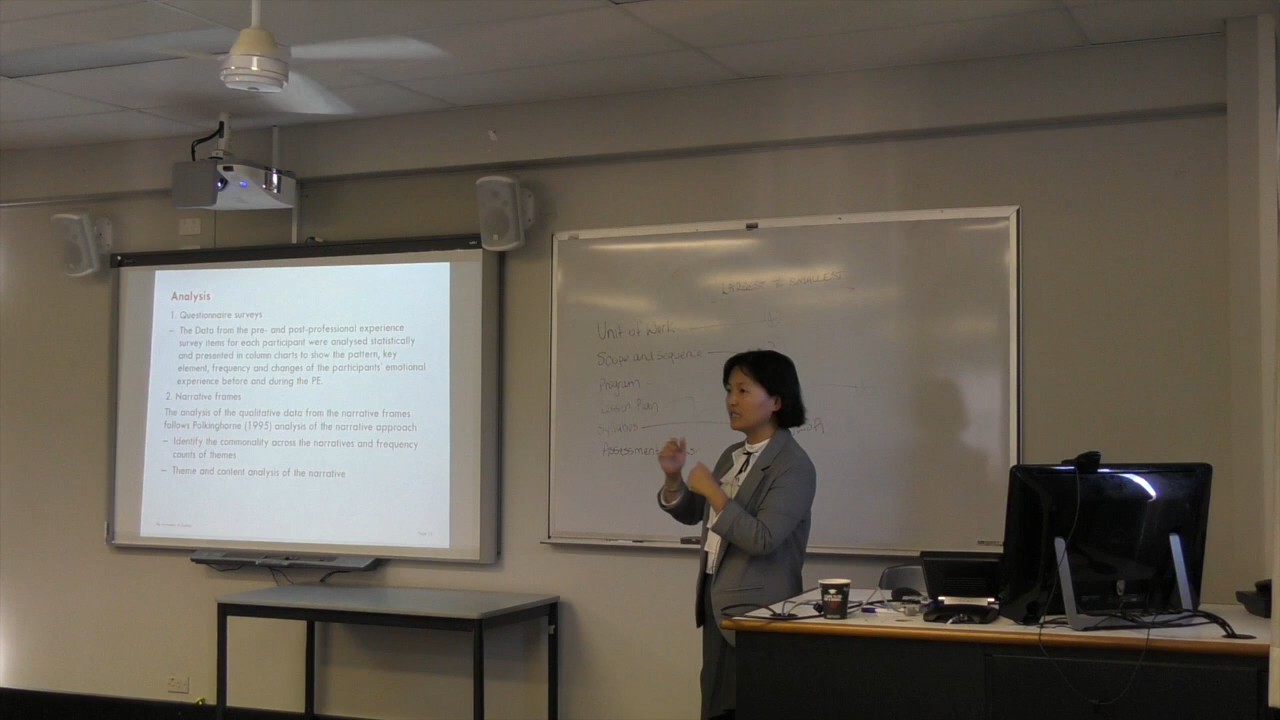 Analysis
1. Questionnaire surveys
– The Data from the pre- and post-professional experience
survey items for each participant were analysed statistically
and presented in column charts to show the pattern, key
element, frequency and changes of the participants' emotional
experience before and during the PE.
2. Narrative frames
The analysis of the qualitative data from the narrative frames
follows Polkinghorne (1995) analysis of the narrative approach
– Identify the commonality across the narratives and frequency
counts of themes
– Theme and content analysis of the narrative
LARGEST to SMALLEST
Unit of Work
Scope and sequence
Program
Lesson Plan
Syllabus
Assessment